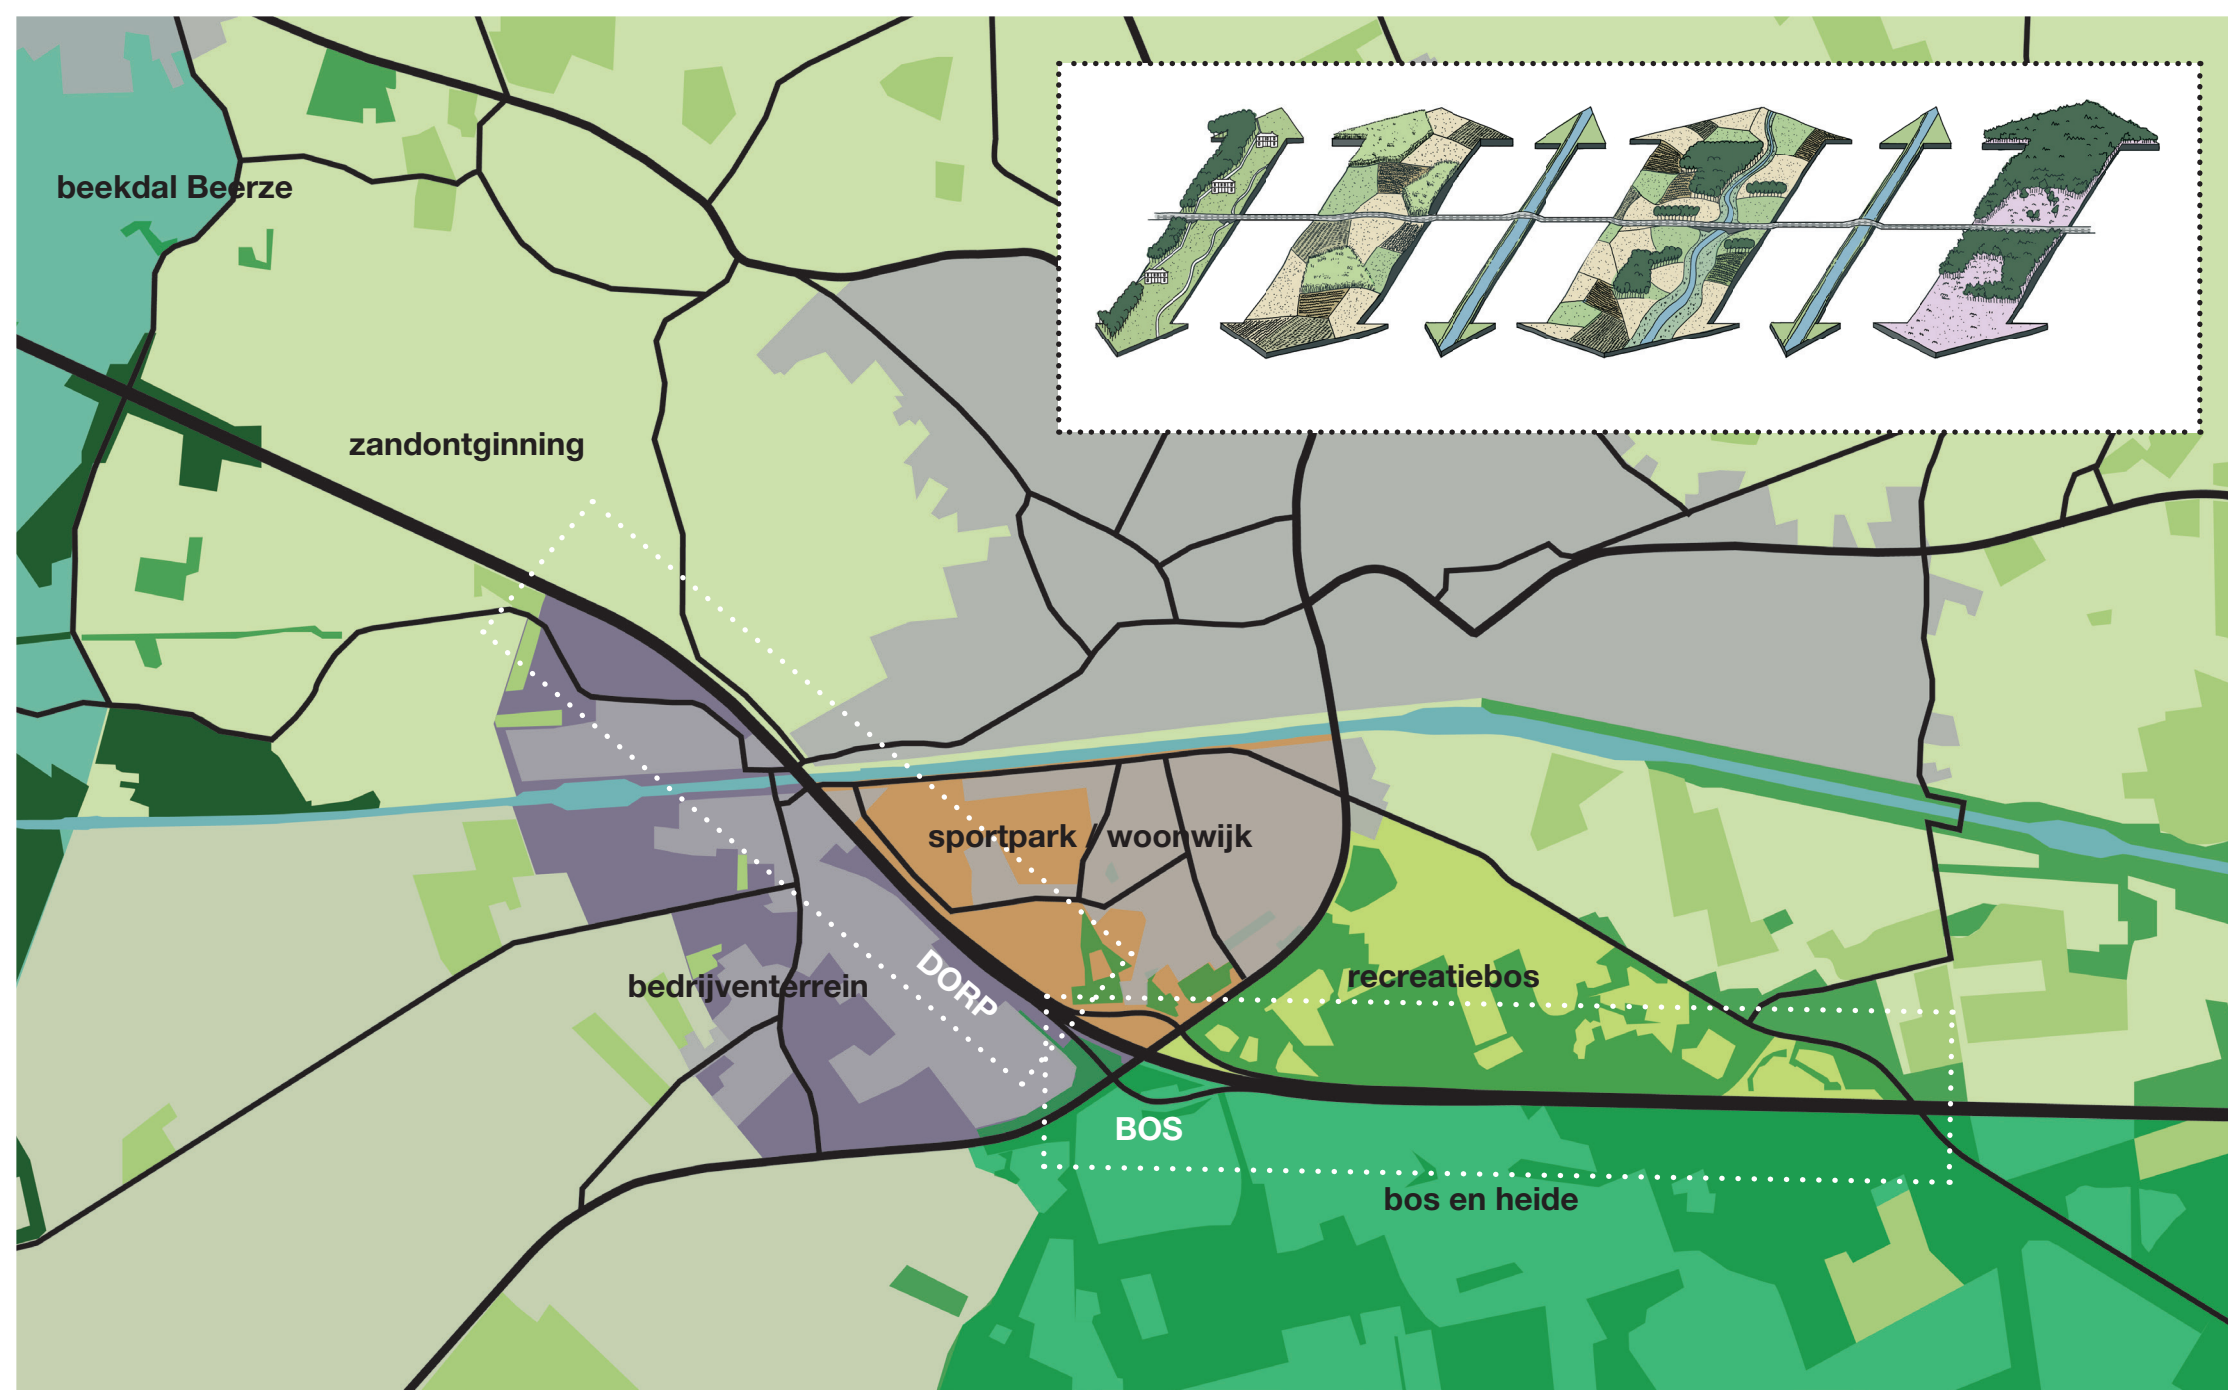 beekdal Beerze
zandontginning
sportpark / woonwijk
DORP
bedrijventerrein
recreatiebos
BOS
bos en heide